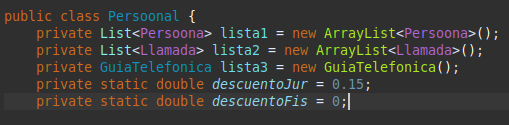 public class Persoonal {
private List<Persoona> lista1 = new ArrayList<Persoona>();
private List<Llamada> lista2 = new ArrayList<Llamada>();
private GuiaTelefonica lista3 = new GuiaTelefonica();
private static double descuentoJur = 0.15;
private static double descuentoFis = 0;